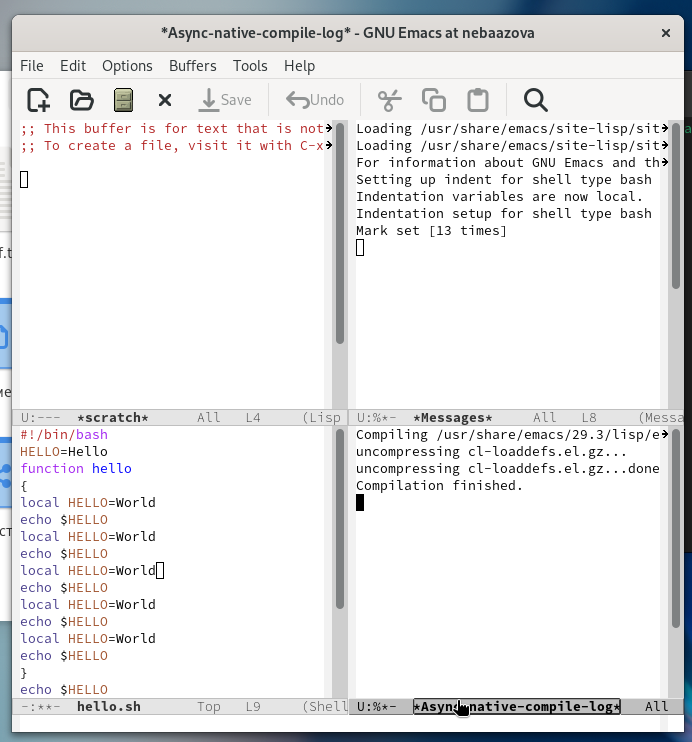 *Async-native-compile-log* - GNU Emacs at nebaazova
File Edit Options Buffers Tools Help
Save Undo
;; This buffer is for text that is not
;; To create a file, visit it with C-x
U:--- *scratch* All L4 (Lisp
Loading /usr/share/emacs/site-lisp/sit
Loading /usr/share/emacs/site-lisp/sit
For information about GNU Emacs and th
Setting up indent for shell type bash
Indentation variables are now local.
Indentation setup for shell type bash
Mark set [13 times]
U:%*- *Messages* All L8 (Messa
#!/bin/bash
HELLO=Hello
function hello
{
local HELLO=World
echo $HELLO
local HELLO=World
echo $HELLO
local HELLO=World
echo $HELLO
local HELLO=World
echo $HELLO
local HELLO=World
echo $HELLO
}
echo $HELLO
-:**- hello.sh Top L9 (Shell
Compiling /usr/share/emacs/29.3/lisp/e
uncompressing cl-loaddefs.el.gz...
uncompressing cl-loaddefs.el.gz...done
Compilation finished.
U:%*- *Async-native-compile-log* All